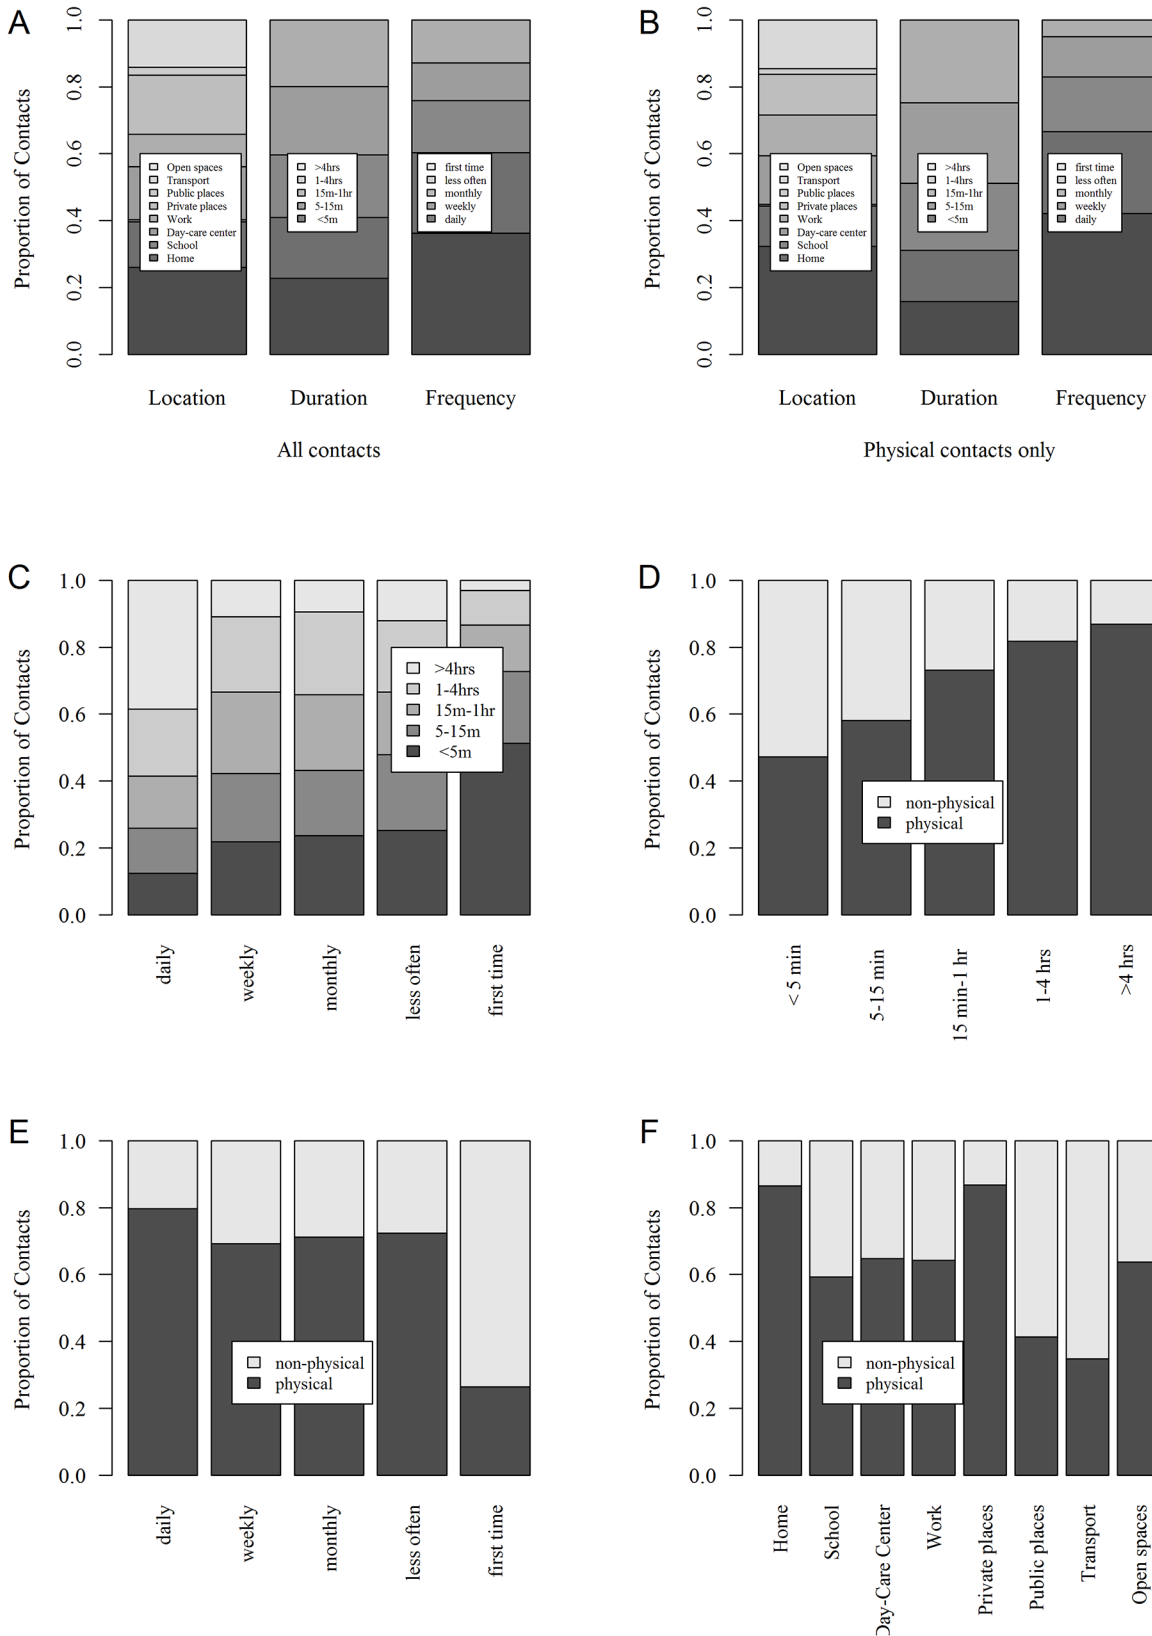 A
Proportion of Contacts
1.0
0.8
0.6
0.4
0.2
0.0
Open spaces
Transport
Public places
Private places
Work
Day-care center
School
Home
>4hrs
1-4hrs
15m-1hr
5-15m
<5m
first time
less often
monthly
weekly
daily
Location
Duration
Frequency
All contacts
B
Proportion of Contacts
1.0
0.8
0.6
0.4
0.2
0.0
Open spaces
Transport
Public places
Private places
Work
Day-care center
School
Home
>4hrs
1-4hrs
15m-1hr
5-15m
<5m
first time
less often
monthly
weekly
daily
Location
Duration
Frequency
Physical contacts only
C
Proportion of Contacts
1.0
0.8
0.6
0.4
0.2
0.0
>4hrs
1-4hrs
15m-1hr
5-15m
<5m
daily
weekly
monthly
less often
first time
D
Proportion of Contacts
1.0
0.8
0.6
0.4
0.2
0.0
non-physical
physical
< 5 min
5-15 min
15 min-1 hr
1-4 hrs
>4 hrs
E
Proportion of Contacts
1.0
0.8
0.6
0.4
0.2
0.0
non-physical
physical
daily
weekly
monthly
less often
first time
F
Proportion of Contacts
1.0
0.8
0.6
0.4
0.2
0.0
non-physical
physical
Home
School
Day-Care Center
Work
Private places
Public places
Transport
Open spaces